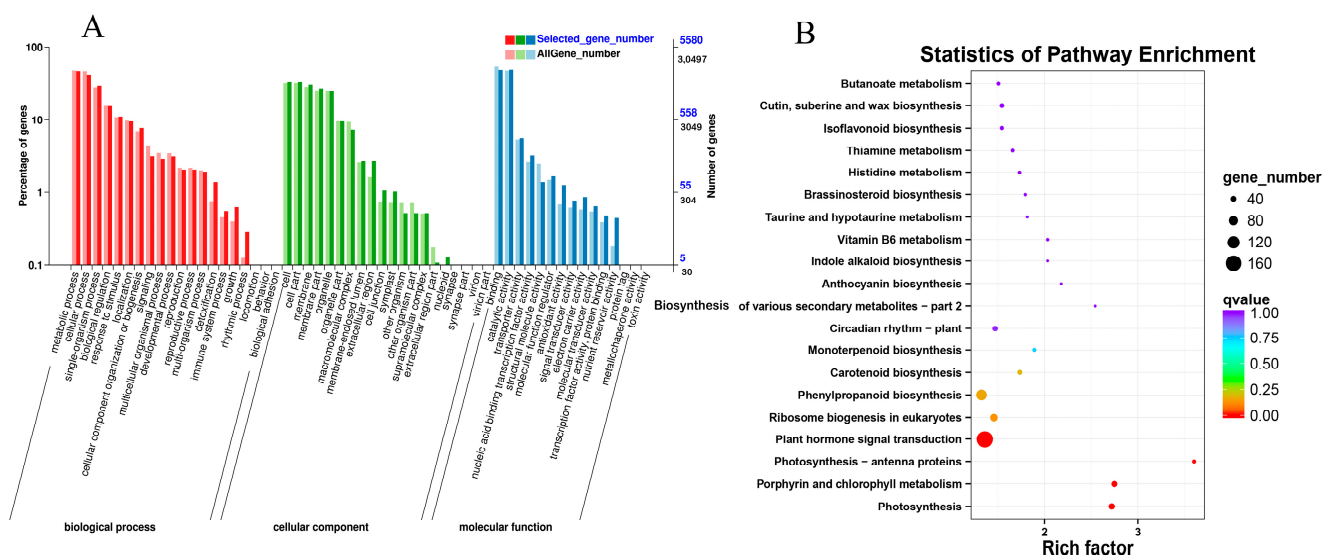 A
Selected_gene_number
AllGene_number
Percentage of genes
100
10
1
0.1
5580
3,0497
558
3049
55
304
5
30
Number of genes
metabolic process
cellular process
single-organism process
biological regulation
response to stimulus
localization
cellular component organization or biogenesis
signaling
multicellular organismal process
developmental process
reproduction
reproductive process
multi-organism process
detoxification
immune system process
growth
rhythmic process
locomotion
behavior
biological adhesion
cell
cell part
membrane
membrane part
organelle
organelle part
macromolecular complex
membrane-enclosed lumen
extracellular region
cell junction
symplast
other organism
other organism part
supramolecular complex
extracellular region part
nucleoid
synapse
synapse part
virion
virion part
binding
catalytic activity
transporter activity
nucleic acid binding transcription factor activity
structural molecule activity
molecular function regulator
antioxidant activity
signal transducer activity
electron carrier activity
molecular transducer activity
transcription factor activity, protein binding
nutrient reservoir activity
protein tag
metallochaperone activity
toxin activity
biological process
cellular component
molecular function
B
Statistics of Pathway Enrichment
Butanoate metabolism
Cutin, suberine and wax biosynthesis
Isoflavonoid biosynthesis
Thiamine metabolism
Histidine metabolism
Brassinosteroid biosynthesis
Taurine and hypotaurine metabolism
Vitamin B6 metabolism
Indole alkaloid biosynthesis
Anthocyanin biosynthesis
Biosynthesis of various secondary metabolites − part 2
Circadian rhythm − plant
Monoterpenoid biosynthesis
Carotenoid biosynthesis
Phenylpropanoid biosynthesis
Ribosome biogenesis in eukaryotes
Plant hormone signal transduction
Photosynthesis − antenna proteins
Porphyrin and chlorophyll metabolism
Photosynthesis
2
3
Rich factor
gene_number
40
80
120
160
qvalue
1.00
0.75
0.50
0.25
0.00